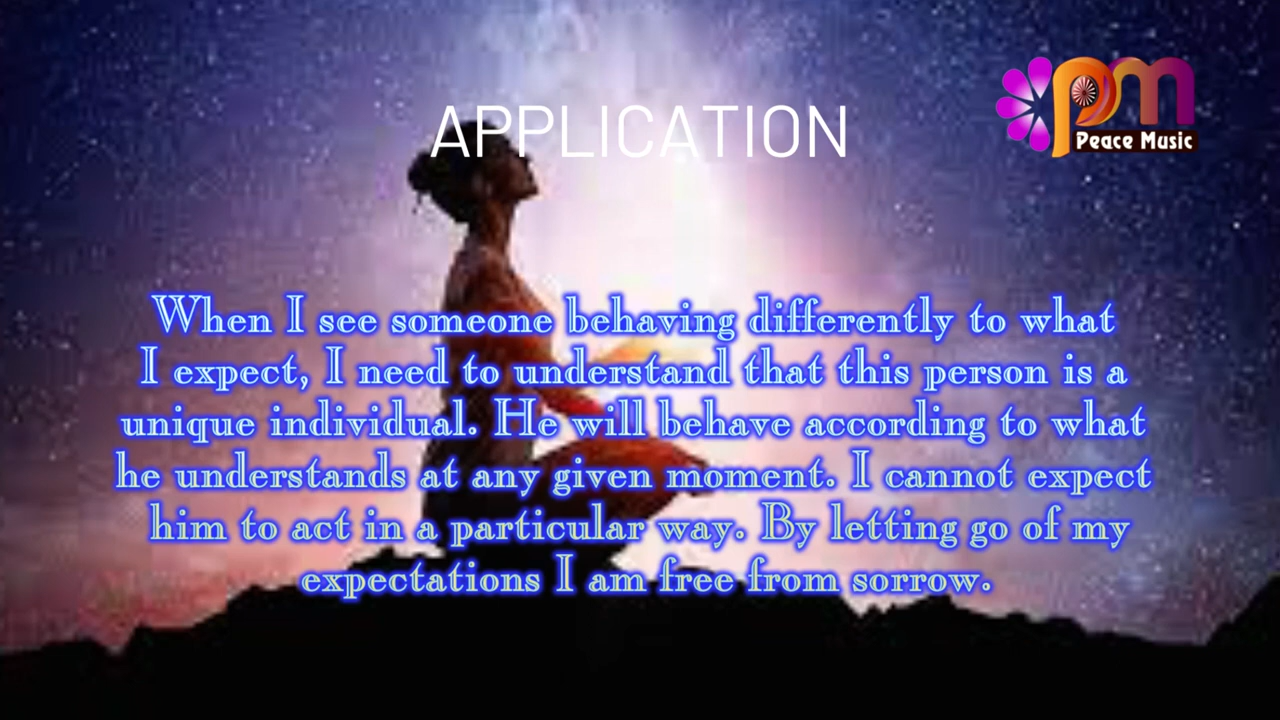 APPLICATION
pm
Peace Music
When I see someone behaving differently to what
I expect, I need to understand that this person is a
unique individual. He will behave according to what
he understands at any given moment. I cannot expect
him to act in a particular way. By letting go of my
expectations I am free from sorrow.